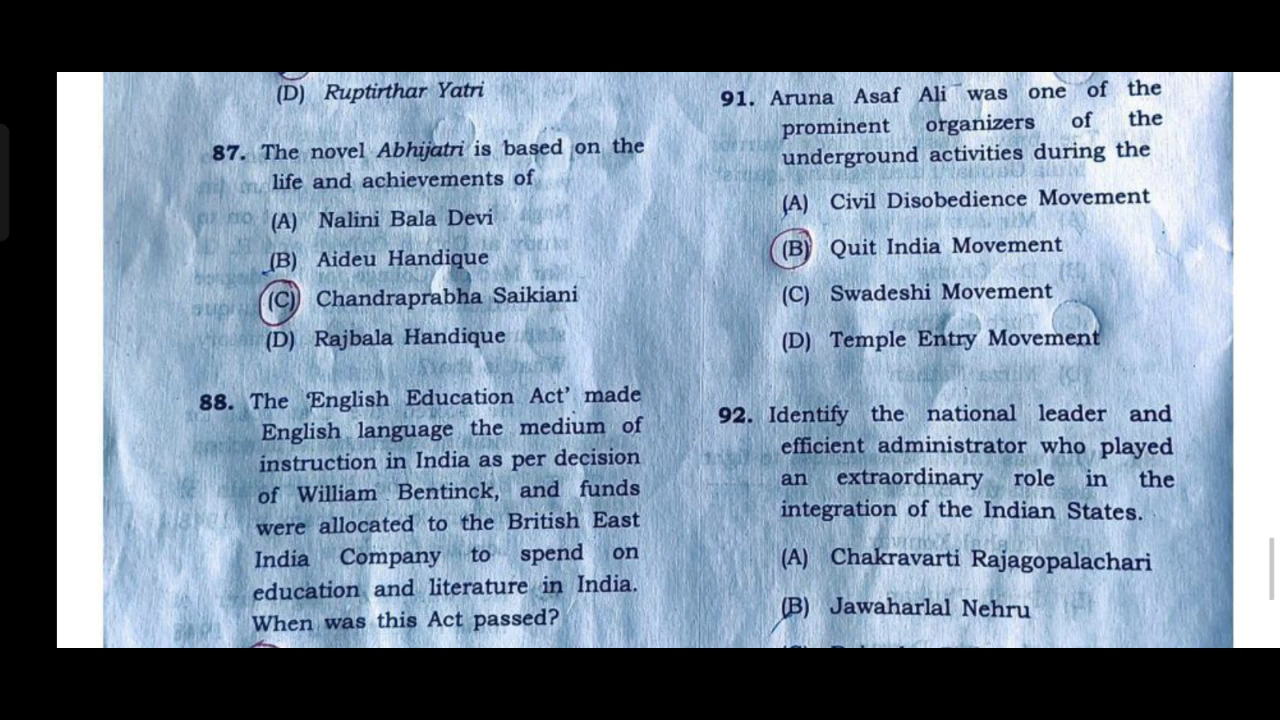 (D) Ruptirthar Yatri
87. The novel Abhijatri is based on the
life and achievements of
(A) Nalini Bala Devi
(B) Aideu Handique
(C) Chandraprabha Saikiani
(D) Rajbala Handique
88. The 'English Education Act' made
English language the medium of
instruction in India as per decision
of William Bentinck, and funds
were allocated to the British East
India Company to spend on
education and literature in India.
When was this Act passed?
91. Aruna Asaf Ali was one of the
prominent organizers of the
underground activities during the
(A) Civil Disobedience Movement
(B) Quit India Movement
(C) Swadeshi Movement
(D) Temple Entry Movement
92. Identify the national leader and
efficient administrator who played
an extraordinary role in the
integration of the Indian States.
(A) Chakravarti Rajagopalachari
(B) Jawaharlal Nehru